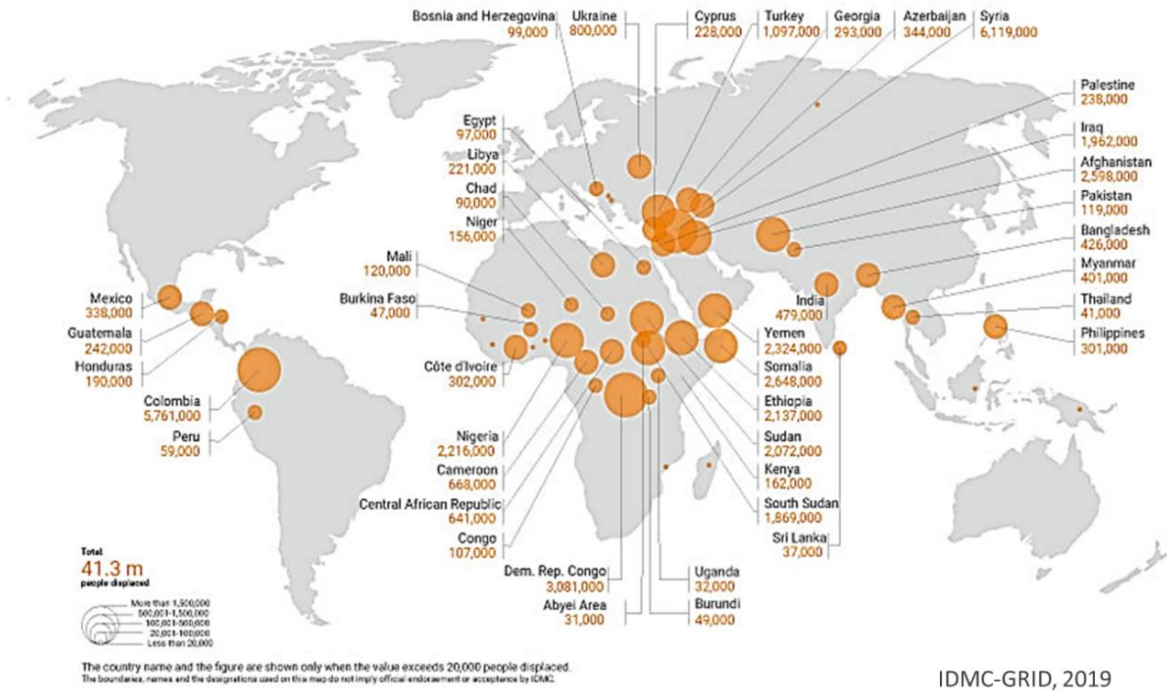 Bosnia and Herzegovina
99,000
Ukraine
800,000
Cyprus
228,000
Turkey
1,097,000
Georgia
293,000
Azerbaijan
344,000
Syria
6,119,000
Palestine
238,000
Iraq
1,962,000
Afghanistan
2,598,000
Pakistan
119,000
Bangladesh
426,000
Myanmar
401,000
Thailand
41,000
Philippines
301,000
Egypt
97,000
Libya
221,000
Chad
90,000
Niger
156,000
Mali
120,000
Burkina Faso
47,000
Côte d'Ivoire
302,000
Mexico
338,000
Guatemala
242,000
Honduras
190,000
Colombia
5,761,000
Peru
59,000
Nigeria
2,216,000
Cameroon
668,000
Central African Republic
641,000
Congo
107,000
Dem. Rep. Congo
3,081,000
Abyei Area
31,000
Uganda
32,000
Burundi
49,000
India
479,000
Yemen
2,324,000
Somalia
2,648,000
Ethiopia
2,137,000
Sudan
2,072,000
Kenya
162,000
South Sudan
1,869,000
Sri Lanka
37,000
Total
41.3 m
people displaced
More than 1,500,000
500,001-1,500,000
100,001-500,000
20,001-100,000
Less than 20,000
The country name and the figure are shown only when the value exceeds 20,000 people displaced.
The boundaries, names and the designations used on this map do not imply official endorsement or acceptance by IDMC.
IDMC-GRID, 2019